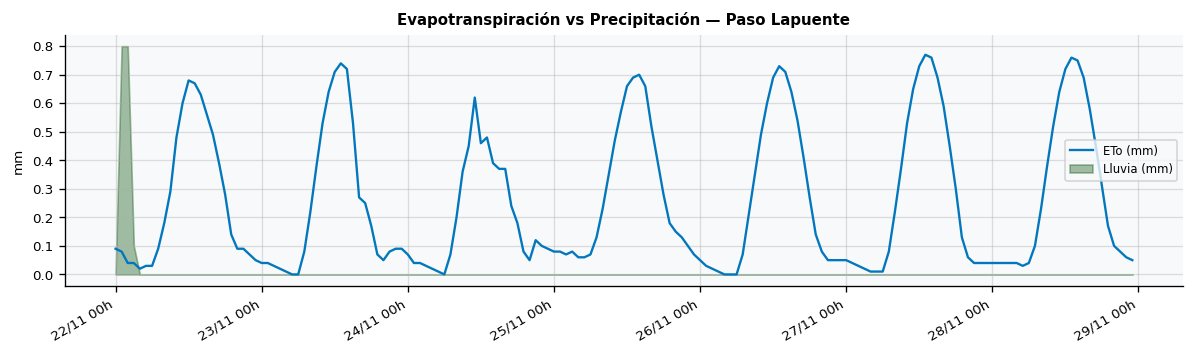 Evapotranspiración vs Precipitación — Paso Lapuente
mm
0.8
0.7
0.6
0.5
0.4
0.3
0.2
0.1
0.0
ETo (mm)
Lluvia (mm)
22/11 00h
23/11 00h
24/11 00h
25/11 00h
26/11 00h
27/11 00h
28/11 00h
29/11 00h